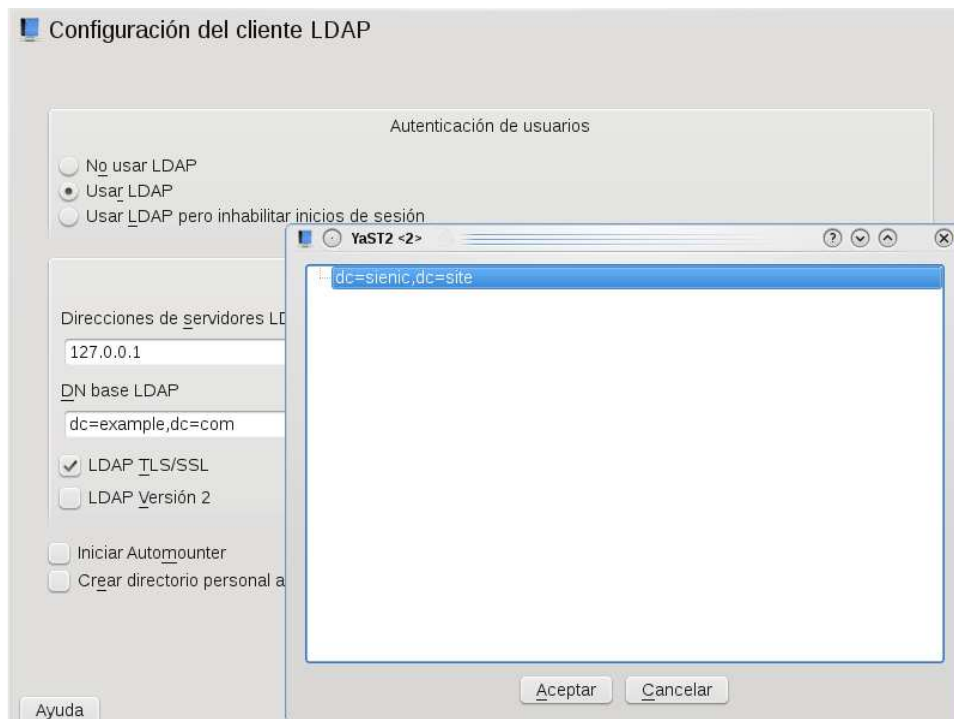 Configuración del cliente LDAP
Autenticación de usuarios
No usar LDAP
Usar LDAP
Usar LDAP pero inhabilitar inicios de sesión
YaST2 <2>
dc=sienic,dc=site
Direcciones de servidores LD
127.0.0.1
DN base LDAP
dc=example,dc=com
LDAP TLS/SSL
LDAP Versión 2
Iniciar Automounter
Crear directorio personal a
Aceptar
Cancelar
Ayuda